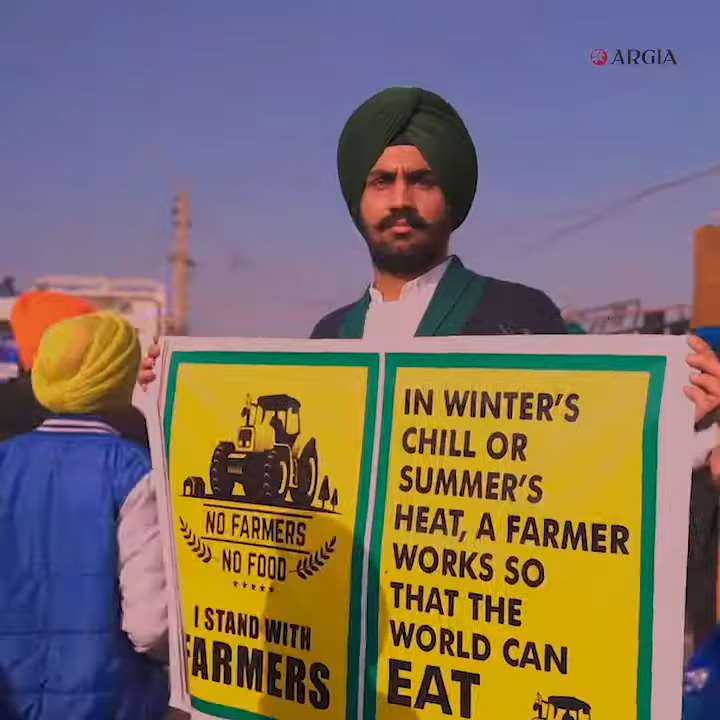 ARGIA
NO FARMERS
NO FOOD
I STAND WITH
FARMERS
IN WINTER'S
CHILL OR
SUMMER'S
HEAT, A FARMER
WORKS SO
THAT THE
WORLD CAN
EAT